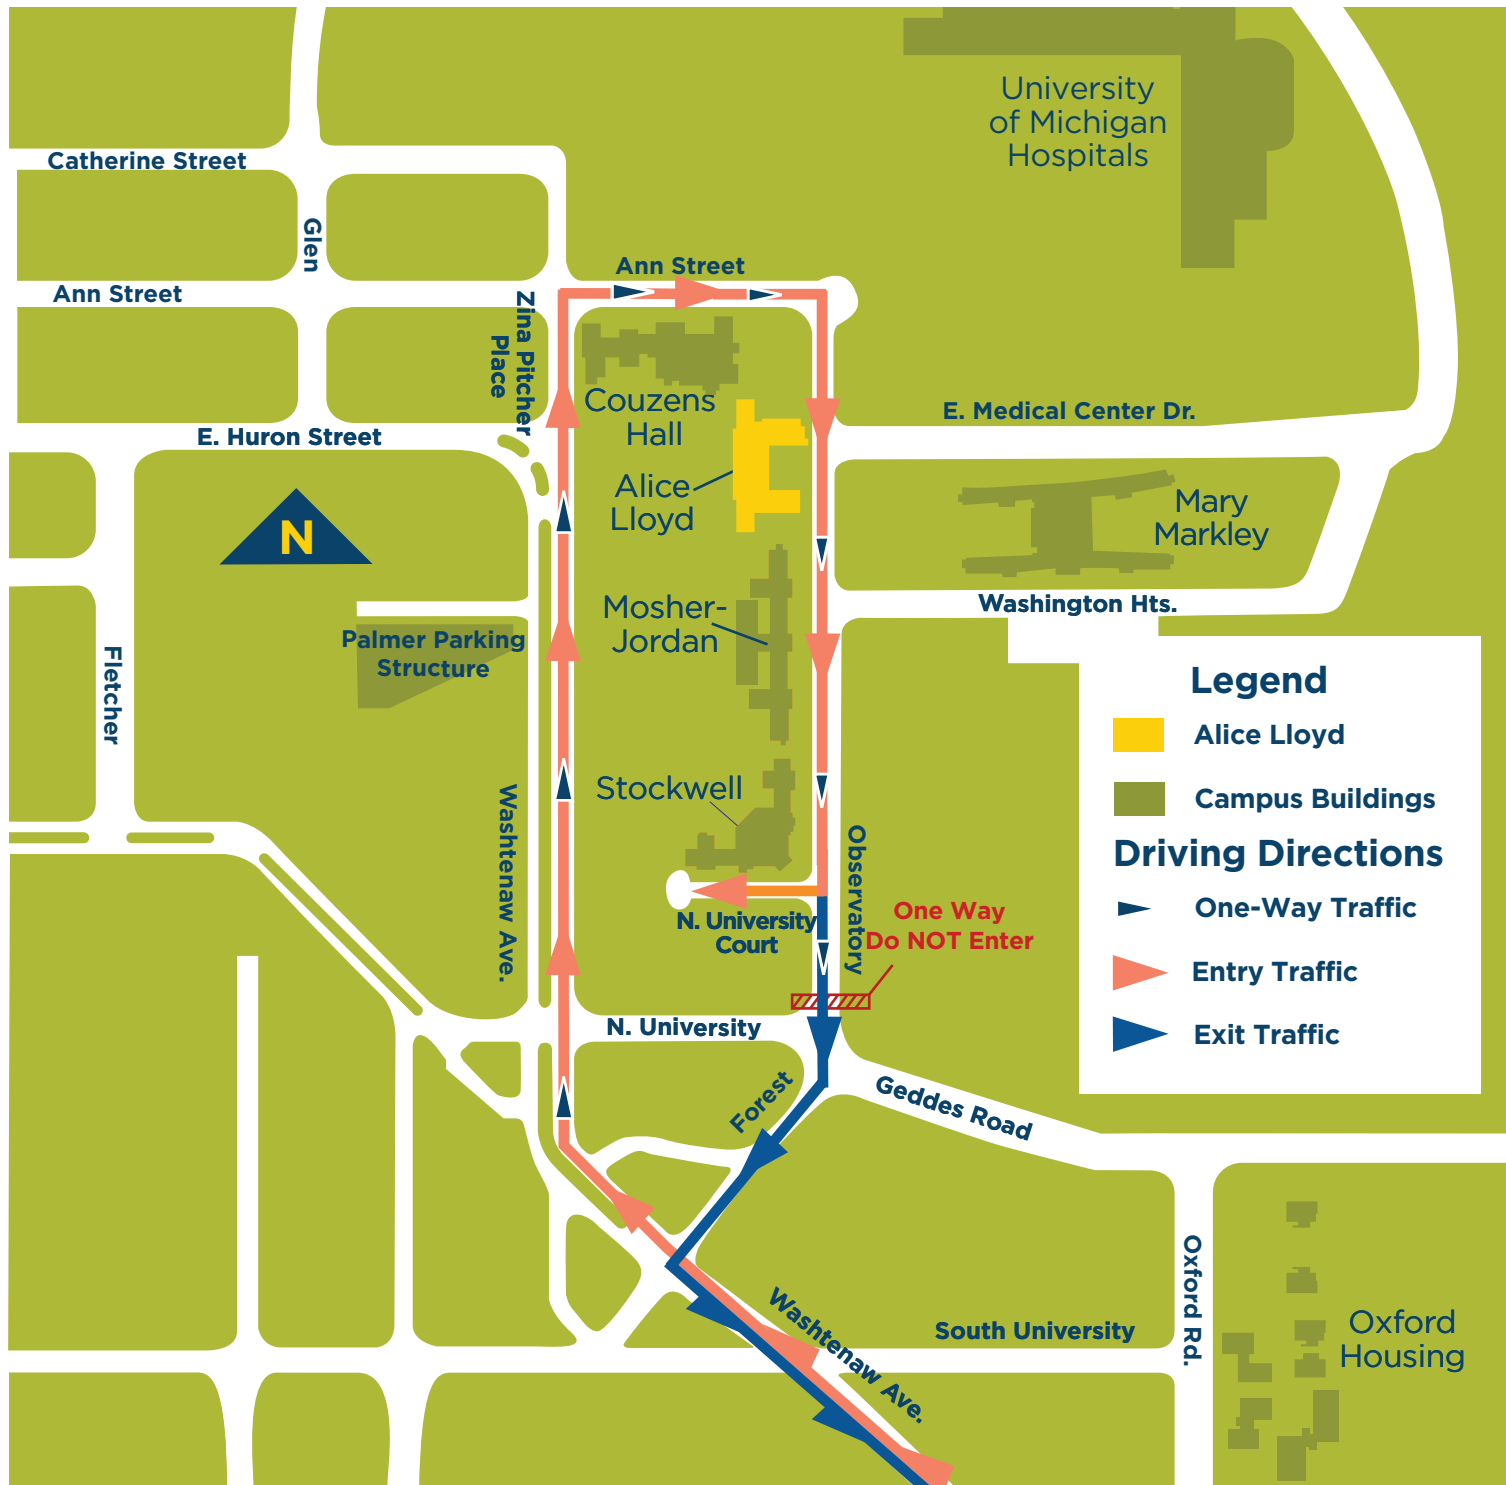 University
of Michigan
Hospitals
Catherine Street
Glen
Ann Street
Ann Street
Zina Pitcher
Place
Couzens
Hall
E. Medical Center Dr.
E. Huron Street
N
Alice
Lloyd
Mary
Markley
Mosher-
Jordan
Washington Hts.
Palmer Parking
Structure
Fletcher
Legend
Alice Lloyd
Campus Buildings
Driving Directions
One-Way Traffic
Entry Traffic
Exit Traffic
Washtenaw Ave.
Stockwell
Observatory
N. University
Court
One Way
Do NOT Enter
N. University
Forest
Geddes Road
Washtenaw Ave.
South University
Oxford Rd.
Oxford
Housing